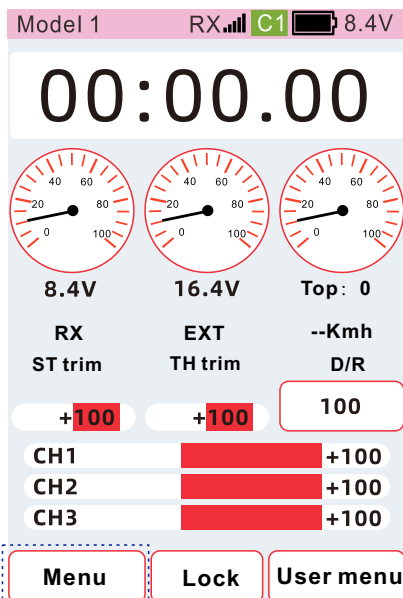 Model 1 RX C1 8.4V
00:00.00
40 60 40 60 40 60
20 80 20 80 20 80
0 100 0 100 0 100
8.4V 16.4V Top: 0
RX EXT --Kmh
ST trim TH trim D/R
+100 +100 100
CH1 +100
CH2 +100
CH3 +100
Menu Lock User menu